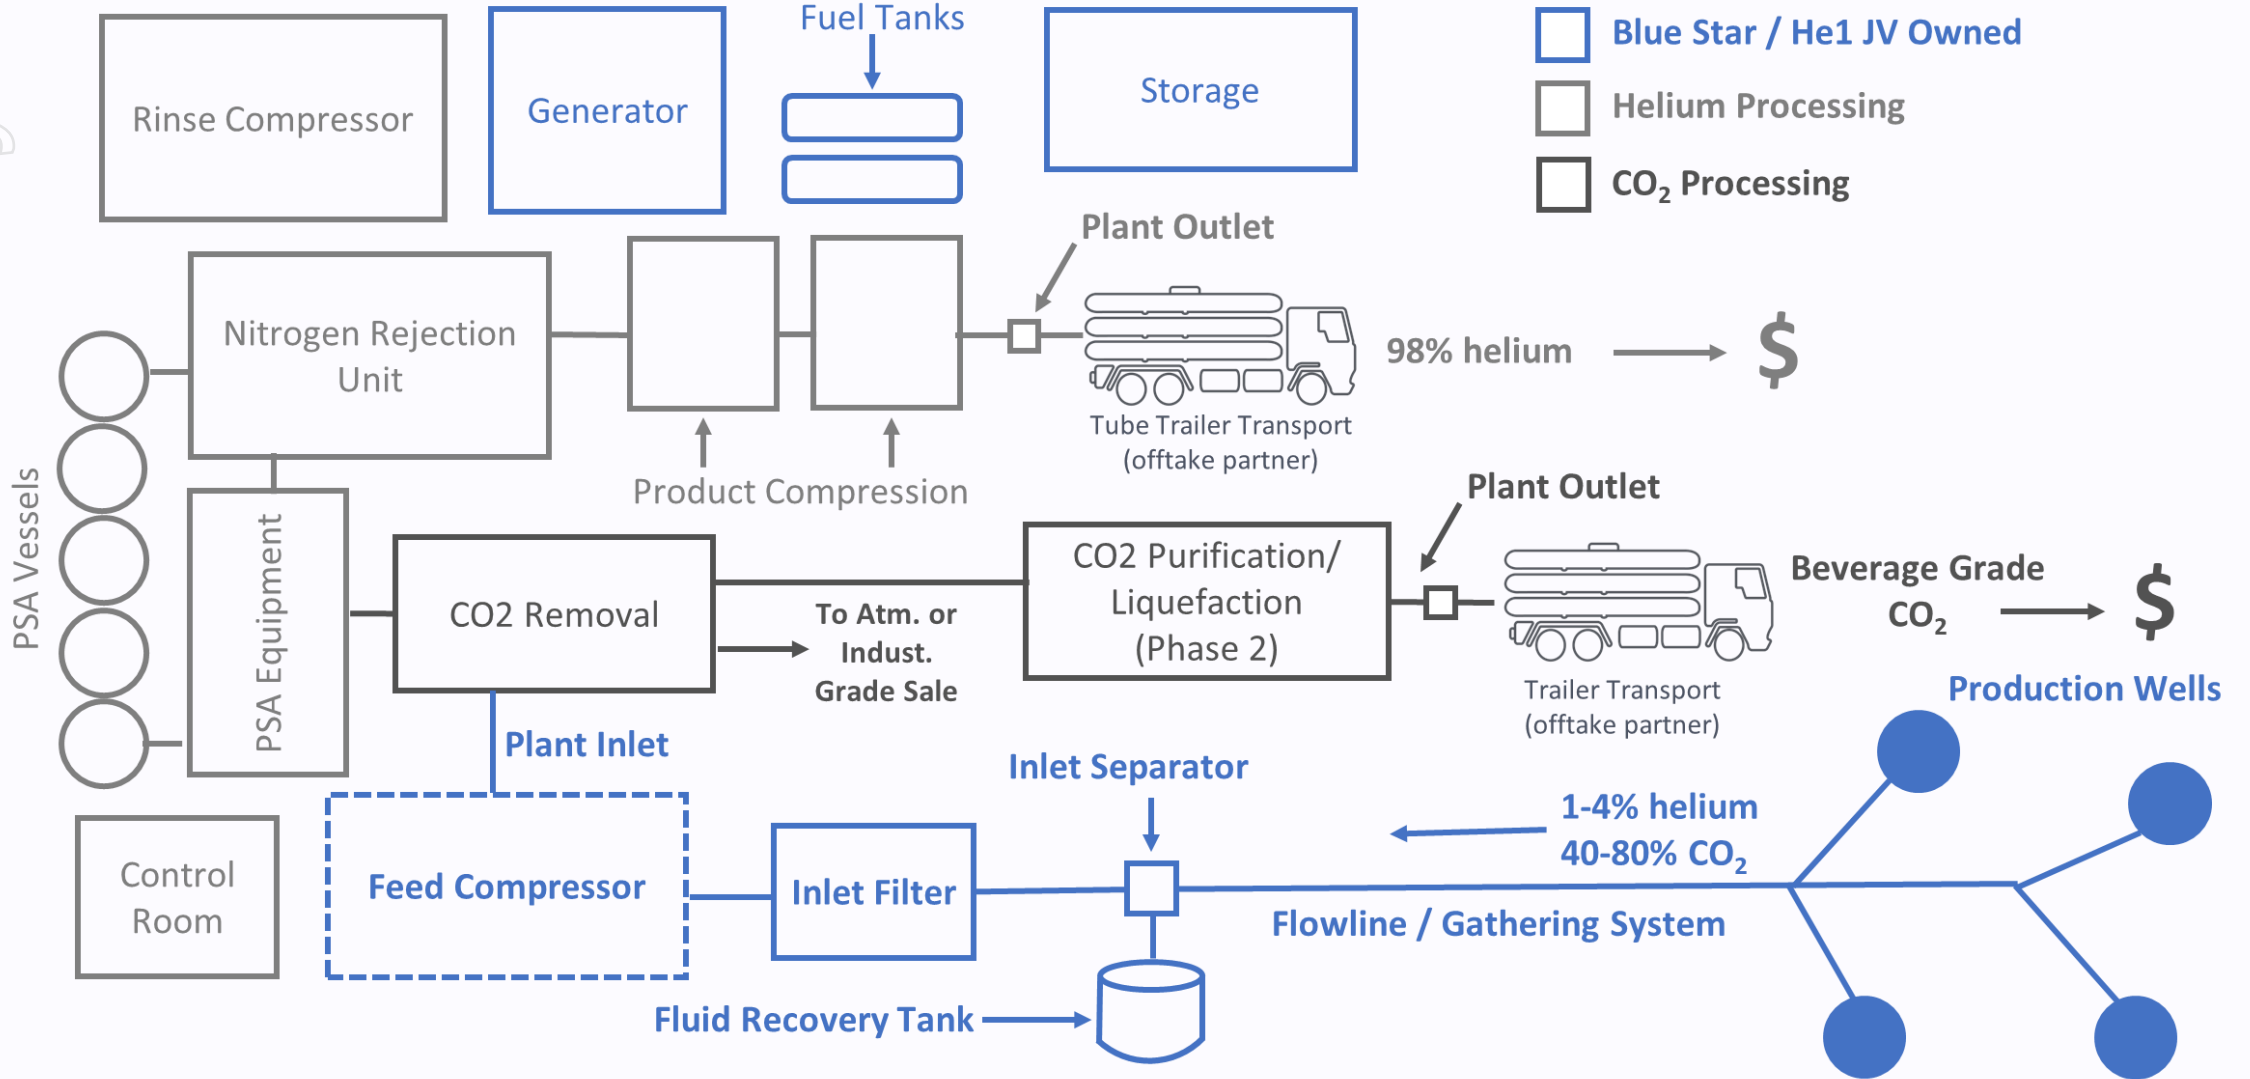 Rinse Compressor
Generator
Fuel Tanks
Storage
Blue Star / He1 JV Owned
Helium Processing
CO₂ Processing
Nitrogen Rejection
Unit
Product Compression
Plant Outlet
Tube Trailer Transport
(offtake partner)
98% helium
$
PSA Vessels
PSA Equipment
CO2 Removal
To Atm. or
Indust.
Grade Sale
CO2 Purification/
Liquefaction
(Phase 2)
Plant Outlet
Trailer Transport
(offtake partner)
Beverage Grade
CO₂
$
Production Wells
Plant Inlet
Control
Room
Feed Compressor
Inlet Filter
Inlet Separator
1-4% helium
40-80% CO₂
Flowline / Gathering System
Fluid Recovery Tank